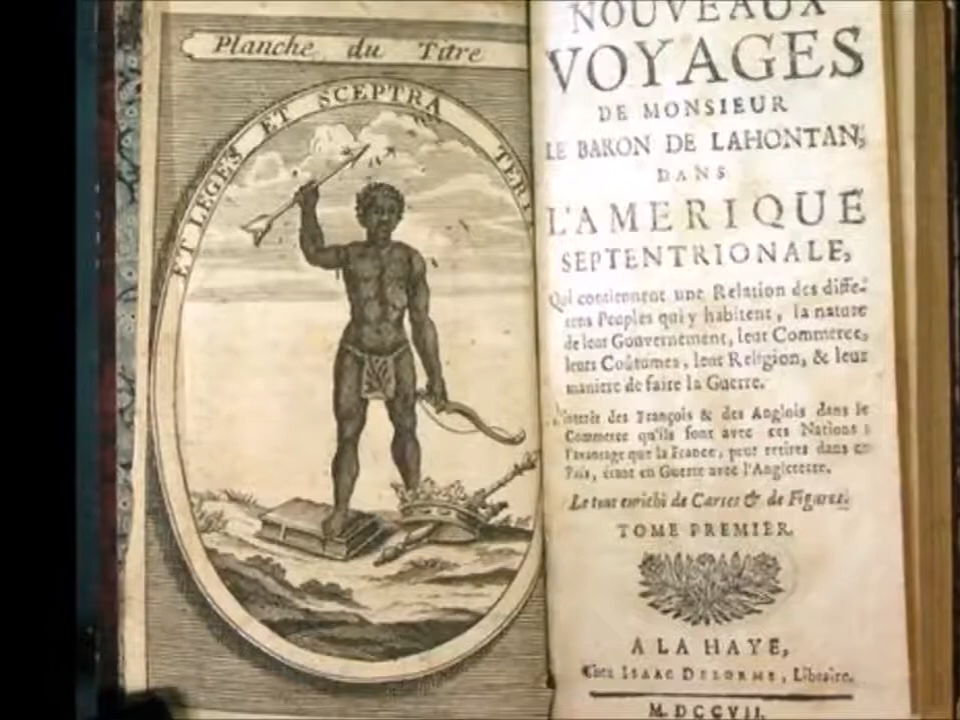 Planche du Titre
ET LEGES ET SCEPTRA TERI
NOUVEAUX
VOYAGES
DE MONSIEUR
LE BARON DE LAHONTAN,
DANS
L'AMERIQUE
SEPTENTRIONALE,
Qui contiennent une Relation des diffe-
rens Peoples qui y habitent, la nature
de leur Gouvernement, leur Commerce,
leurs Coûtumes, leur Religion, & leur
maniere de faire la Guerre.
L'interêt des François & des Anglois dans le
Commerce qu'ils font avec ces Nations
l'avantage que la France, peut retirer dans ce
Païs, étant en Guerre avec l'Angleterre.
Le tout enrichi de Cartes & de Figures.
TOME PREMIER.
A LA HAYE,
Chez ISAAC DELORME, Libraire.
M.DCCVII.